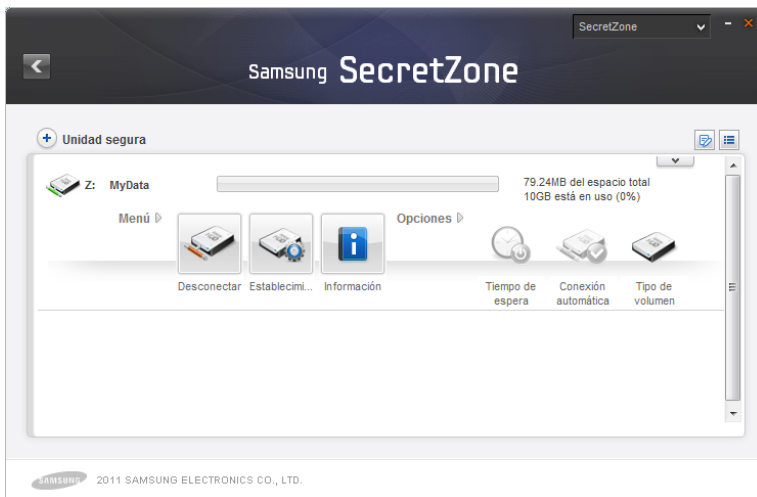 SecretZone
Samsung SecretZone
Unidad segura
Z: MyData
79.24MB del espacio total
10GB está en uso (0%)
Menú
Opciones
Desconectar
Establecimi...
Información
Tiempo de
espera
Conexión
automática
Tipo de
volumen
SAMSUNG
2011 SAMSUNG ELECTRONICS CO., LTD.